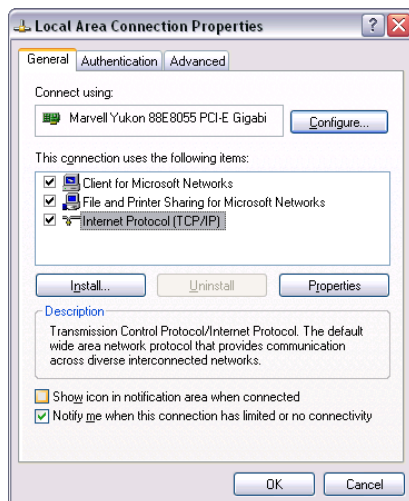 Local Area Connection Properties
General Authentication Advanced
Connect using:
Marvell Yukon 88E8055 PCI-E Gigabi
Configure...
This connection uses the following items:
Client for Microsoft Networks
File and Printer Sharing for Microsoft Networks
Internet Protocol (TCP/IP)
Install... Uninstall Properties
Description
Transmission Control Protocol/Internet Protocol. The default
wide area network protocol that provides communication
across diverse interconnected networks.
Show icon in notification area when connected
Notify me when this connection has limited or no connectivity
OK Cancel